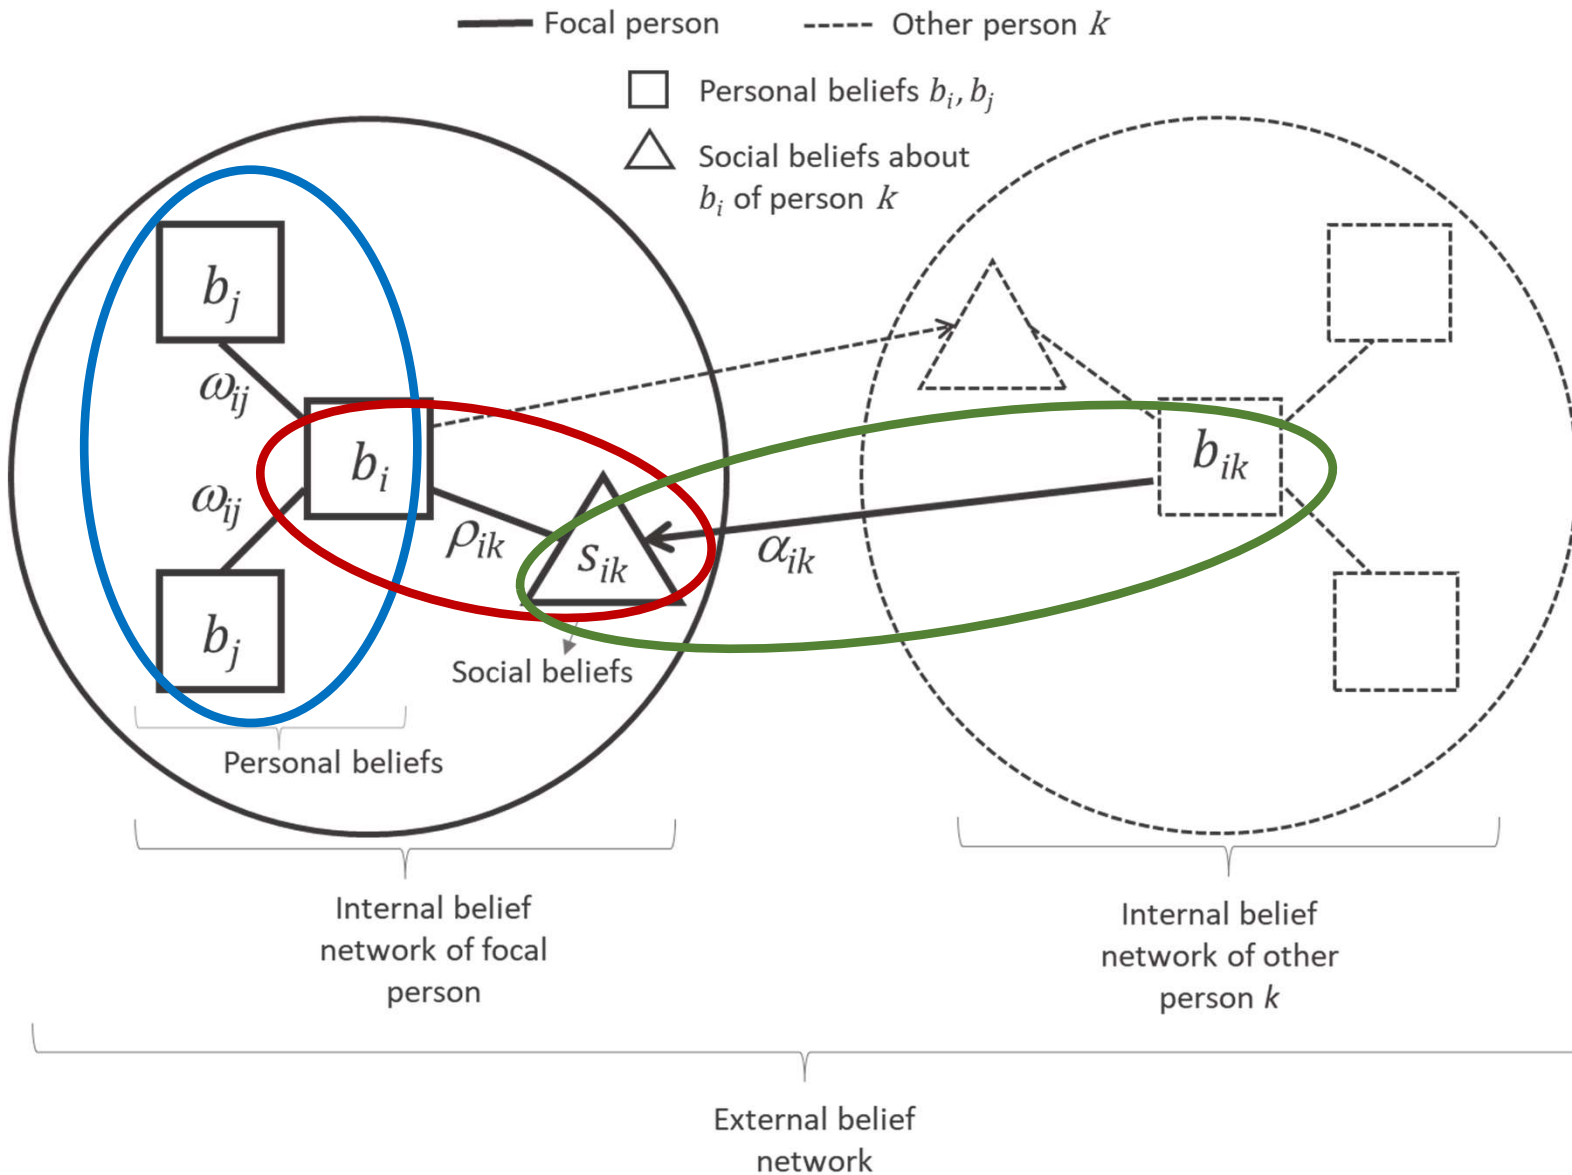 Focal person
Other person k
Personal beliefs b_i, b_j
Social beliefs about
b_i of person k
b_j
ω_ij
b_i
b_ik
ω_ij
ρ_ik
s_ik
α_ik
b_j
Social beliefs
Personal beliefs
Internal belief
network of focal
person
Internal belief
network of other
person k
External belief
network